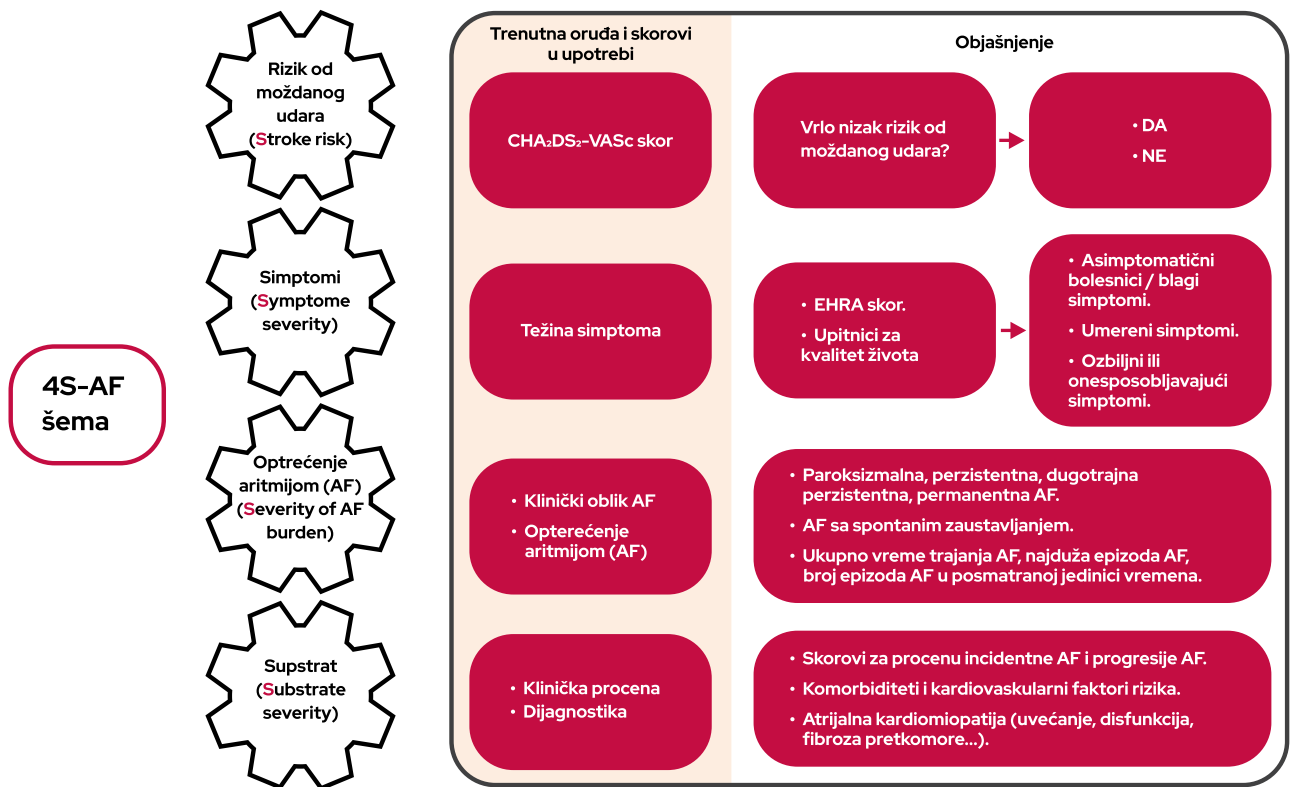 4S-AF
šema
Trenutna oruđa i skorovi
u upotrebi
Objašnjenje
Rizik od
moždanog
udara
(Stroke risk)
CHA₂DS₂-VASc skor
Vrlo nizak rizik od
moždanog udara?
• DA
• NE
Simptomi
(Symptome
severity)
Težina simptoma
• EHRA skor.
• Upitnici za
kvalitet života
• Asimptomatični
bolesnici / blagi
simptomi.
• Umereni simptomi.
• Ozbiljni ili
onesposobljavajući
simptomi.
Optrećenje
aritmijom (AF)
(Severity of AF
burden)
• Klinički oblik AF
• Opterećenje
aritmijom (AF)
• Paroksizmalna, perzistentna, dugotrajna
perzistentna, permanentna AF.
• AF sa spontanim zaustavljanjem.
• Ukupno vreme trajanja AF, najduža epizoda AF,
broj epizoda AF u posmatranoj jedinici vremena.
Supstrat
(Substrate
severity)
• Klinička procena
• Dijagnostika
• Skorovi za procenu incidentne AF i progresije AF.
• Komorbiditeti i kardiovaskularni faktori rizika.
• Atrijalna kardiomiopatija (uvećanje, disfunkcija,
fibroza pretkomore...).